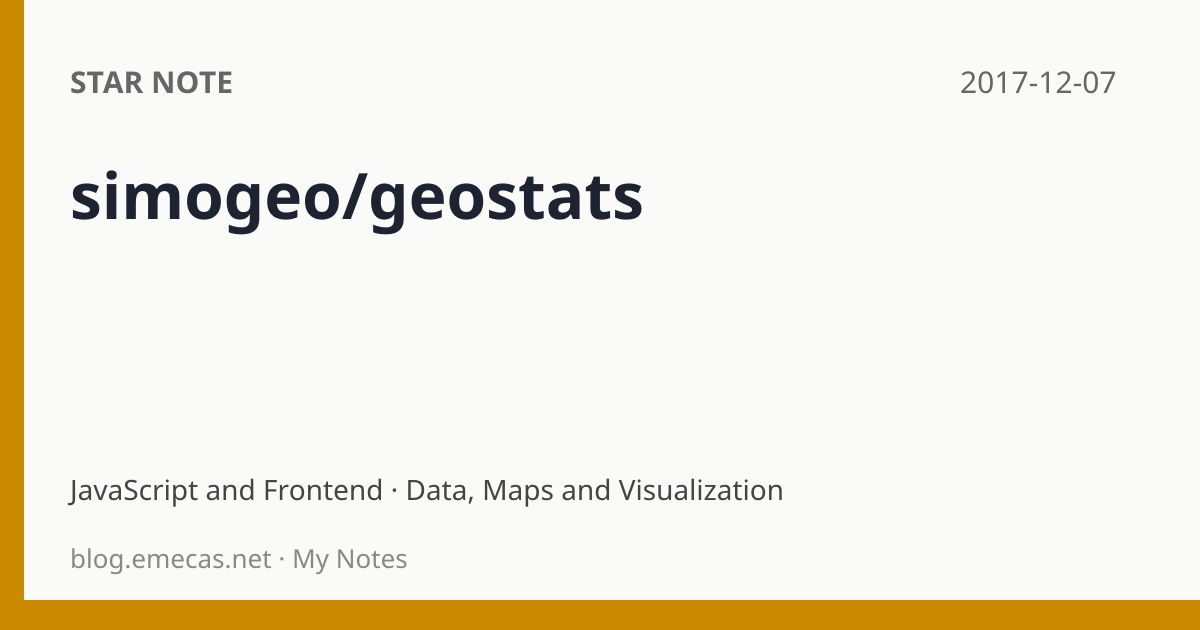 STAR NOTE
2017-12-07
simogeo/geostats
JavaScript and Frontend · Data, Maps and Visualization
blog.emecas.net · My Notes